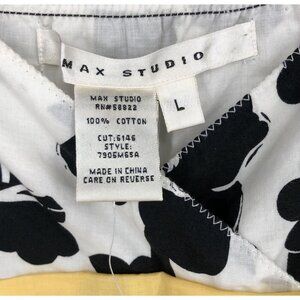 MAX STUDIO
L
MAX STUDIO
RN#58822
100% COTTON
CUT:6146
STYLE:
7905M65A
MADE IN CHINA
CARE ON REVERSE